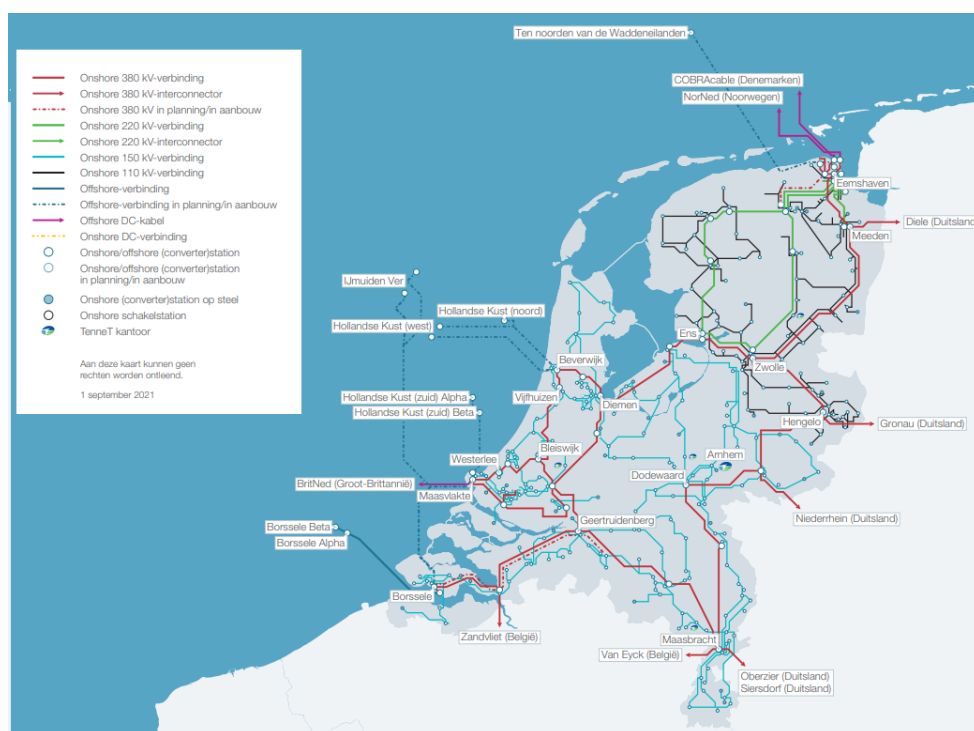 Ten noorden van de Waddeneilanden
Onshore 380 kV-verbinding
Onshore 380 kV-interconnector
Onshore 380 kV in planning/in aanbouw
Onshore 220 kV-verbinding
Onshore 220 kV-interconnector
Onshore 150 kV-verbinding
Onshore 110 kV-verbinding
Offshore-verbinding
Offshore-verbinding in planning/in aanbouw
Offshore DC-kabel
Onshore DC-verbinding
Onshore/offshore (converter)station
Onshore/offshore (converter)station
in planning/in aanbouw
Onshore (converter)station op steel
Onshore schakelstation
TenneT kantoor
Aan deze kaart kunnen geen
rechten worden ontleend.
1 september 2021
COBRAcable (Denemarken)
NorNed (Noorwegen)
Eemshaven
Diele (Duitsland
Meeden
IJmuiden Ver
Hollandse Kust (noord)
Hollandse Kust (west)
Ens
Beverwijk
Zwolle
Vijfhuizen
Hollandse Kust (zuid) Alpha
Diemen
Hollandse Kust (zuid) Beta
Hengelo
Gronau (Duitsland)
Bleiswijk
Arnhem
Westerlee
Dodewaard
BritNed (Groot-Brittannië)
Maasvlakte
Niederrhein (Duitsland)
Geertruidenberg
Borssele Beta
Borssele Alpha
Borssele
Zandvliet (België)
Maasbracht
Van Eyck (België)
Oberzier (Duitsland)
Siersdorf (Duitsland)